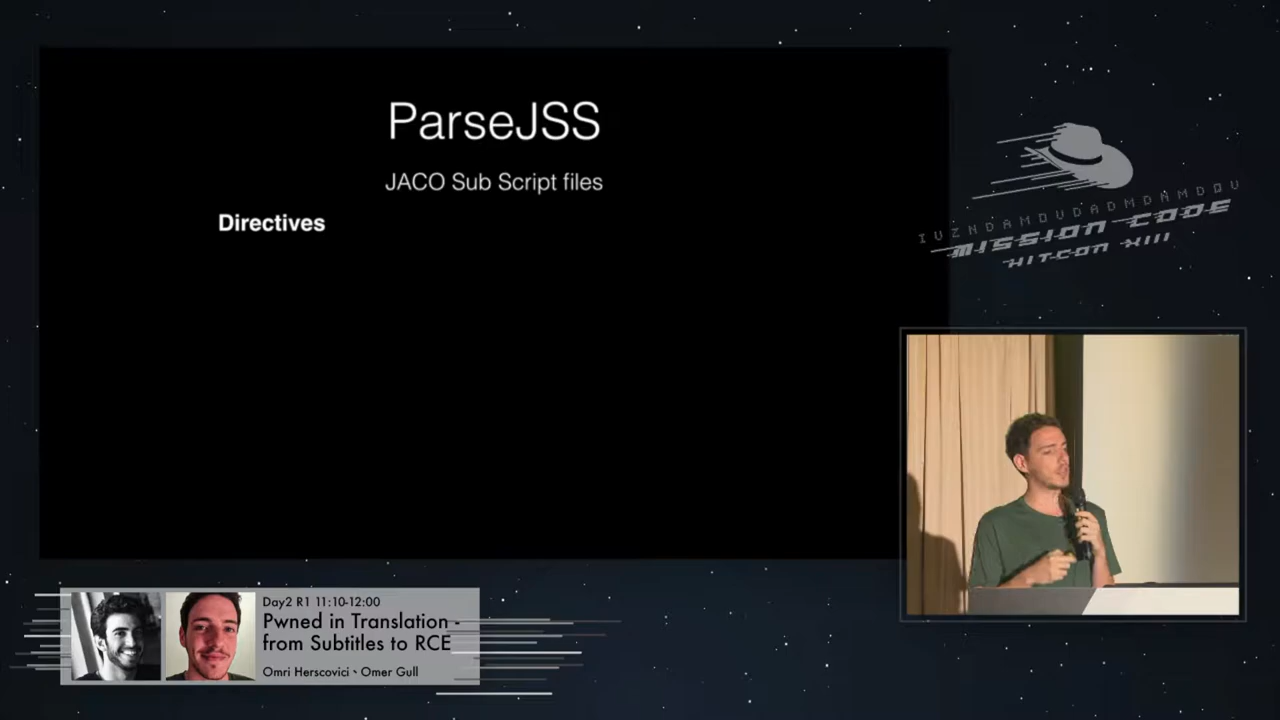 ParseJSS
JACO Sub Script files
Directives
IVZNDAMOVDADMDNMDQV
MISSION CODE
HITCON XIII
Day2 R1 11:10-12:00
Pwned in Translation -
from Subtitles to RCE
Omri Herscovici、Omer Gull